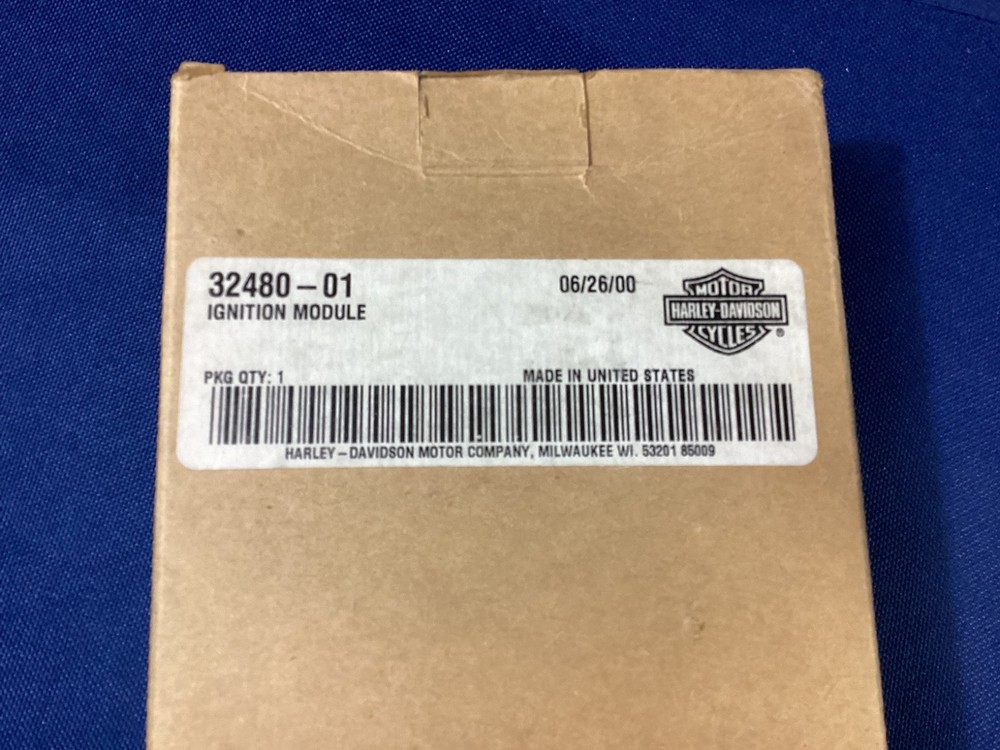 32480-01 06/26/00
IGNITION MODULE
MOTOR
HARLEY-DAVIDSON
CYCLES ®
PKG QTY: 1 MADE IN UNITED STATES
HARLEY-DAVIDSON MOTOR COMPANY, MILWAUKEE WI. 53201 85009